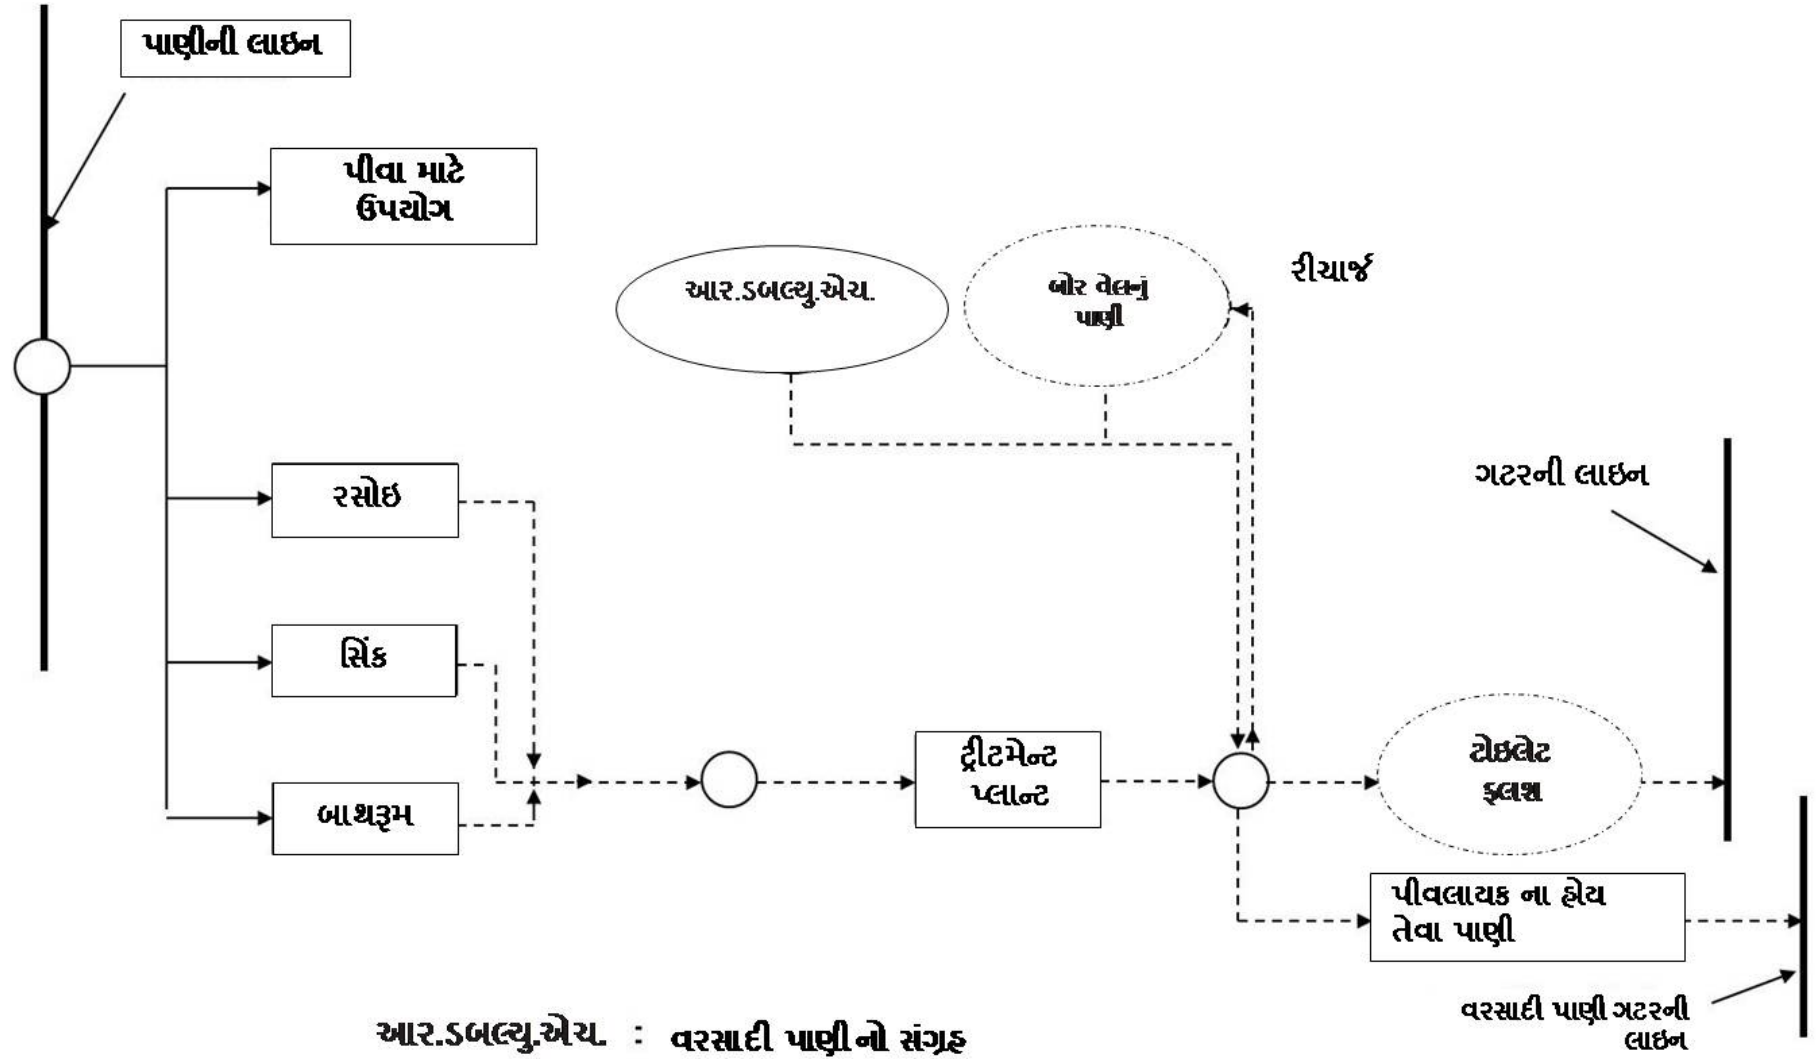 પાણીની લાઇન
પીવા માટે
ઉપયોગ
આર.ડબલ્યુ.એચ.
બોર વેલનું
પાણી
રીચાર્જ
ગટરની લાઇન
રસોઇ
સિંક
બાથરૂમ
ટ્રીટમેન્ટ
પ્લાન્ટ
ટોઇલેટ
ફ્લશ
પીવલાયક ના હોય
તેવા પાણી
વરસાદી પાણી ગટરની
લાઇન
આર.ડબલ્યુ.એચ. : વરસાદી પાણીનો સંગ્રહ